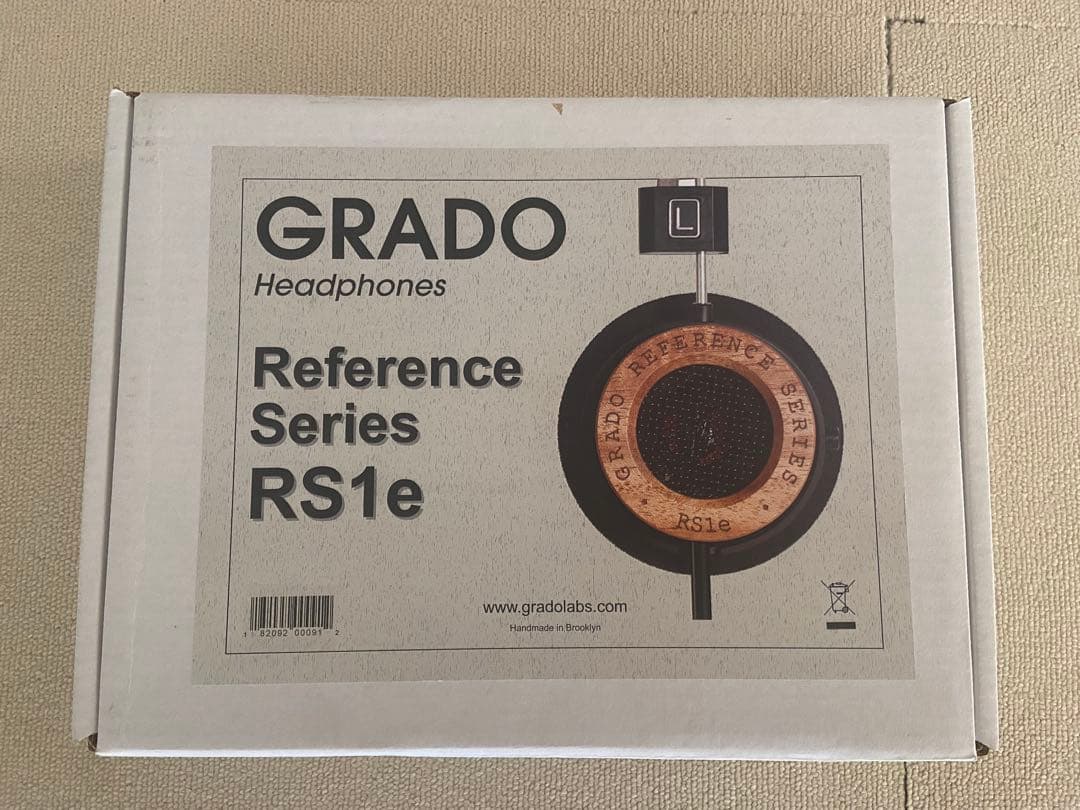 GRADO
Headphones
L
GRADO REFERENCE SERIES
RS1e
Reference
Series
RS1e
1 82092 00091 2
www.gradolabs.com
Handmade in Brooklyn